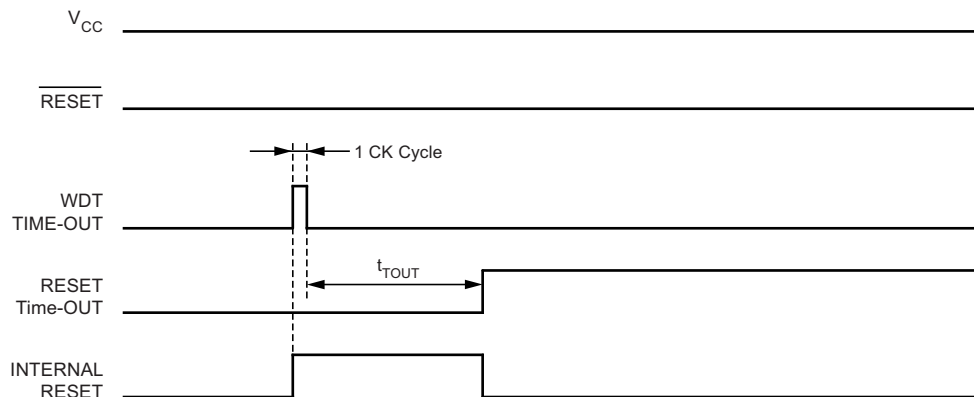 VCC
RESET
1 CK Cycle
WDT
TIME-OUT
tTOUT
RESET
Time-OUT
INTERNAL
RESET